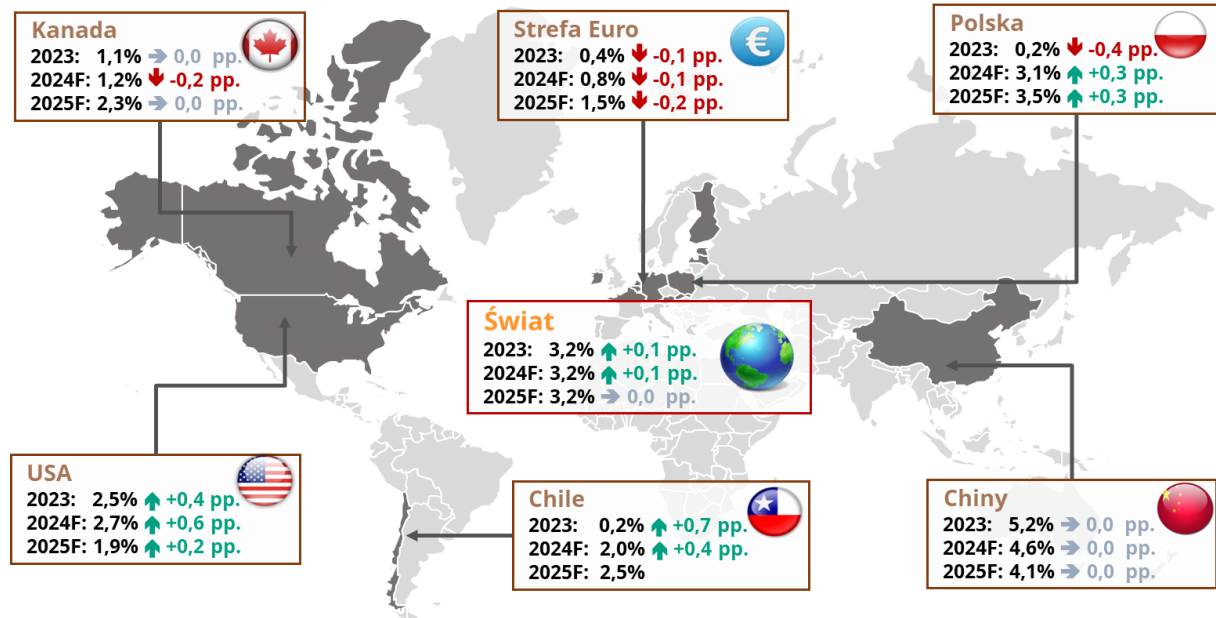 Kanada
2023: 1,1% 0,0 pp.
2024F: 1,2% -0,2 pp.
2025F: 2,3% 0,0 pp.
Strefa Euro
2023: 0,4% -0,1 pp.
2024F: 0,8% -0,1 pp.
2025F: 1,5% -0,2 pp.
€
Polska
2023: 0,2% -0,4 pp.
2024F: 3,1% +0,3 pp.
2025F: 3,5% +0,3 pp.
Świat
2023: 3,2% +0,1 pp.
2024F: 3,2% +0,1 pp.
2025F: 3,2% 0,0 pp.
USA
2023: 2,5% +0,4 pp.
2024F: 2,7% +0,6 pp.
2025F: 1,9% +0,2 pp.
Chile
2023: 0,2% +0,7 pp.
2024F: 2,0% +0,4 pp.
2025F: 2,5%
Chiny
2023: 5,2% 0,0 pp.
2024F: 4,6% 0,0 pp.
2025F: 4,1% 0,0 pp.